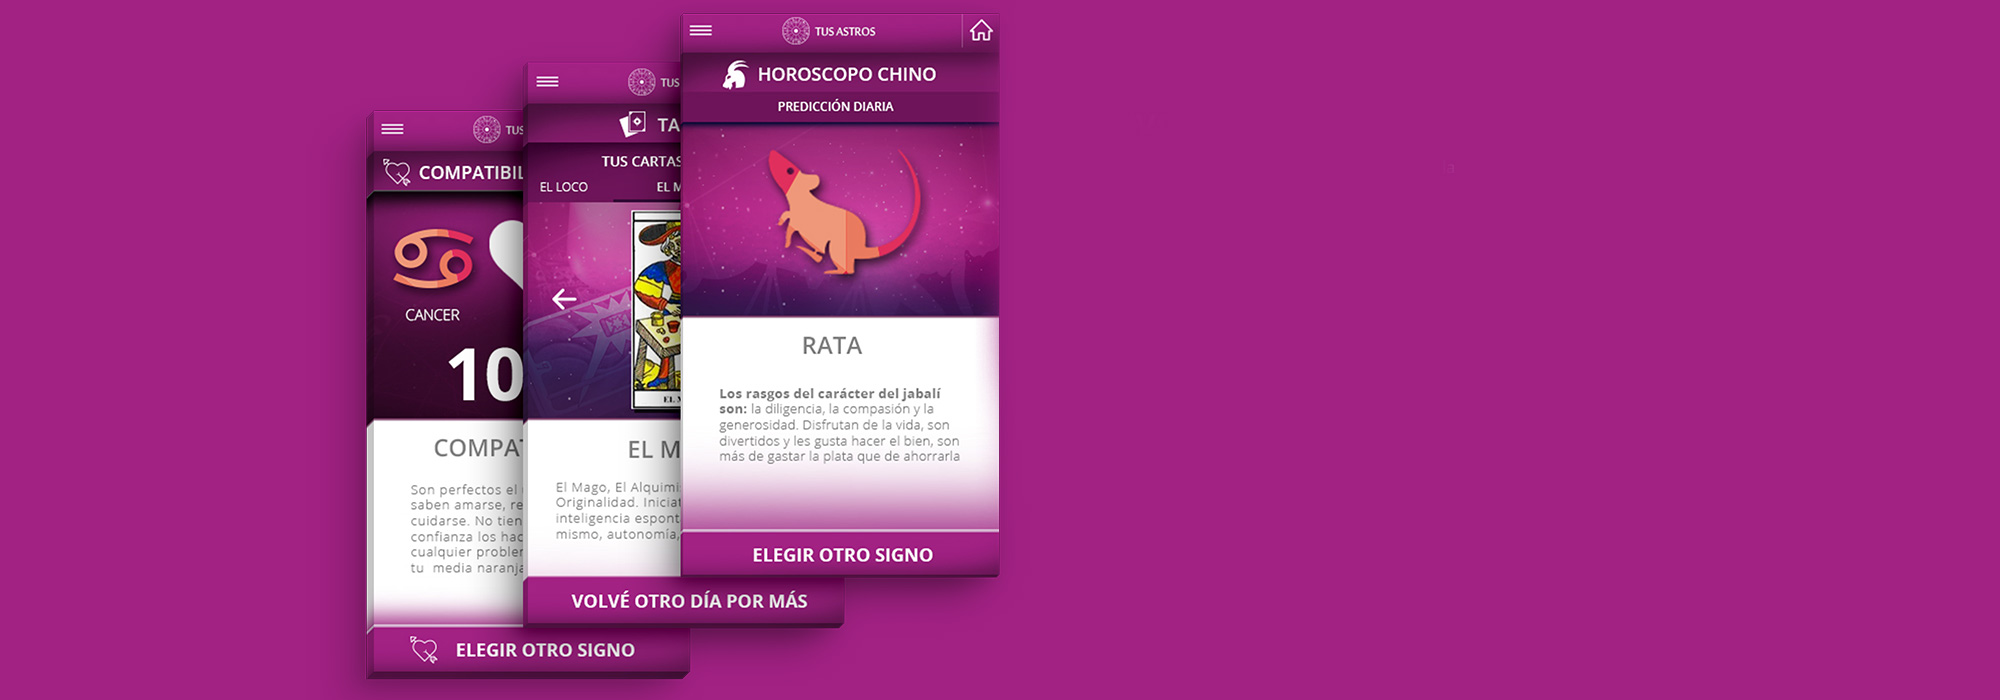 TUS ASTROS
HOROSCOPO CHINO
PREDICCIÓN DIARIA
RATA
Los rasgos del carácter del jabalí
son: la diligencia, la compasión y la
generosidad. Disfrutan de la vida, son
divertidos y les gusta hacer el bien, son
más de gastar la plata que de ahorrarla
ELEGIR OTRO SIGNO
TUS
TA
TUS CARTAS
EL LOCO
EL M
EL M
El Mago, El Alquimi
Originalidad. Iniciat
inteligencia espont
mismo, autonomía,
VOLVÉ OTRO DÍA POR MÁS
TUS
COMPATIBIL
CANCER
10
COMPAT
Son perfectos el
saben amarse, re
cuidarse. No tien
confianza los hac
cualquier probler
tu media naranja
ELEGIR OTRO SIGNO